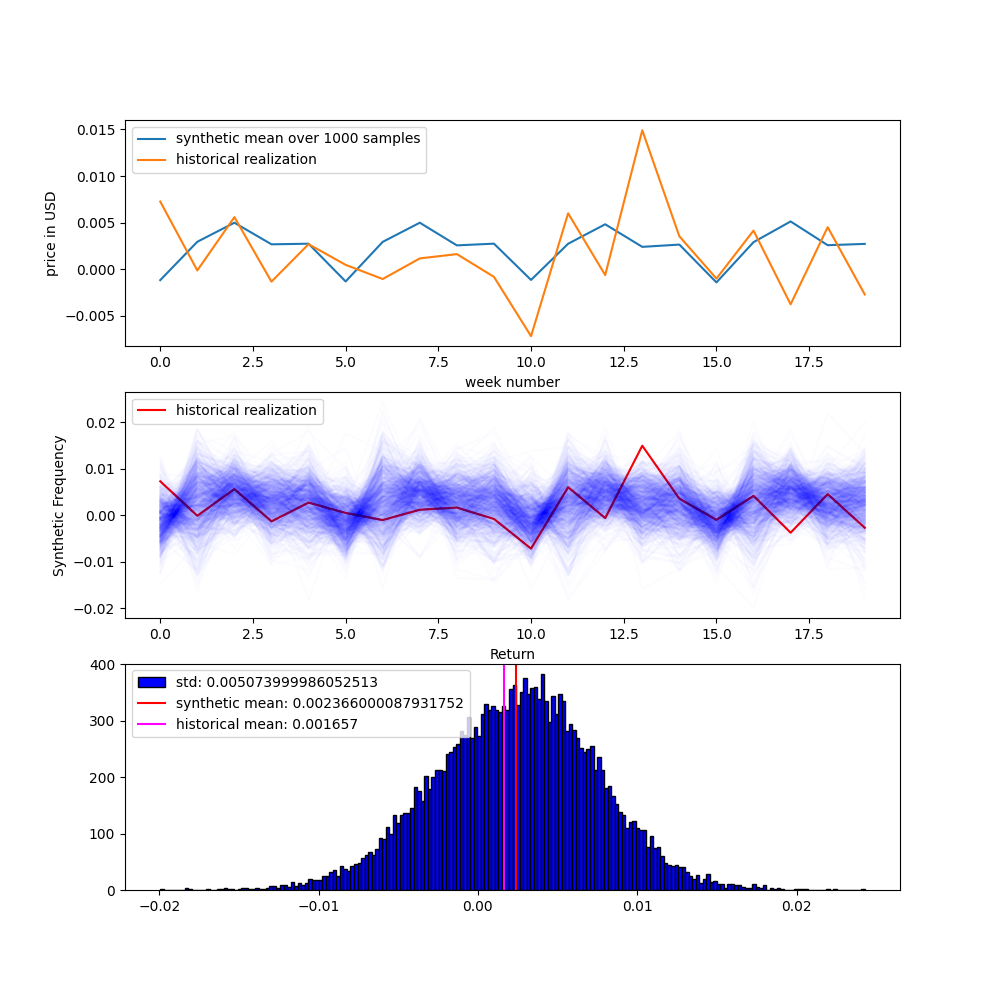 synthetic mean over 1000 samples
historical realization
0.015
0.010
0.005
0.000
−0.005
price in USD
0.0 2.5 5.0 7.5 10.0 12.5 15.0 17.5
week number
historical realization
0.02
0.01
0.00
−0.01
−0.02
Synthetic Frequency
0.0 2.5 5.0 7.5 10.0 12.5 15.0 17.5
Return
std: 0.005073999986052513
synthetic mean: 0.0023660000087931752
historical mean: 0.001657
400
300
200
100
0
−0.02 −0.01 0.00 0.01 0.02